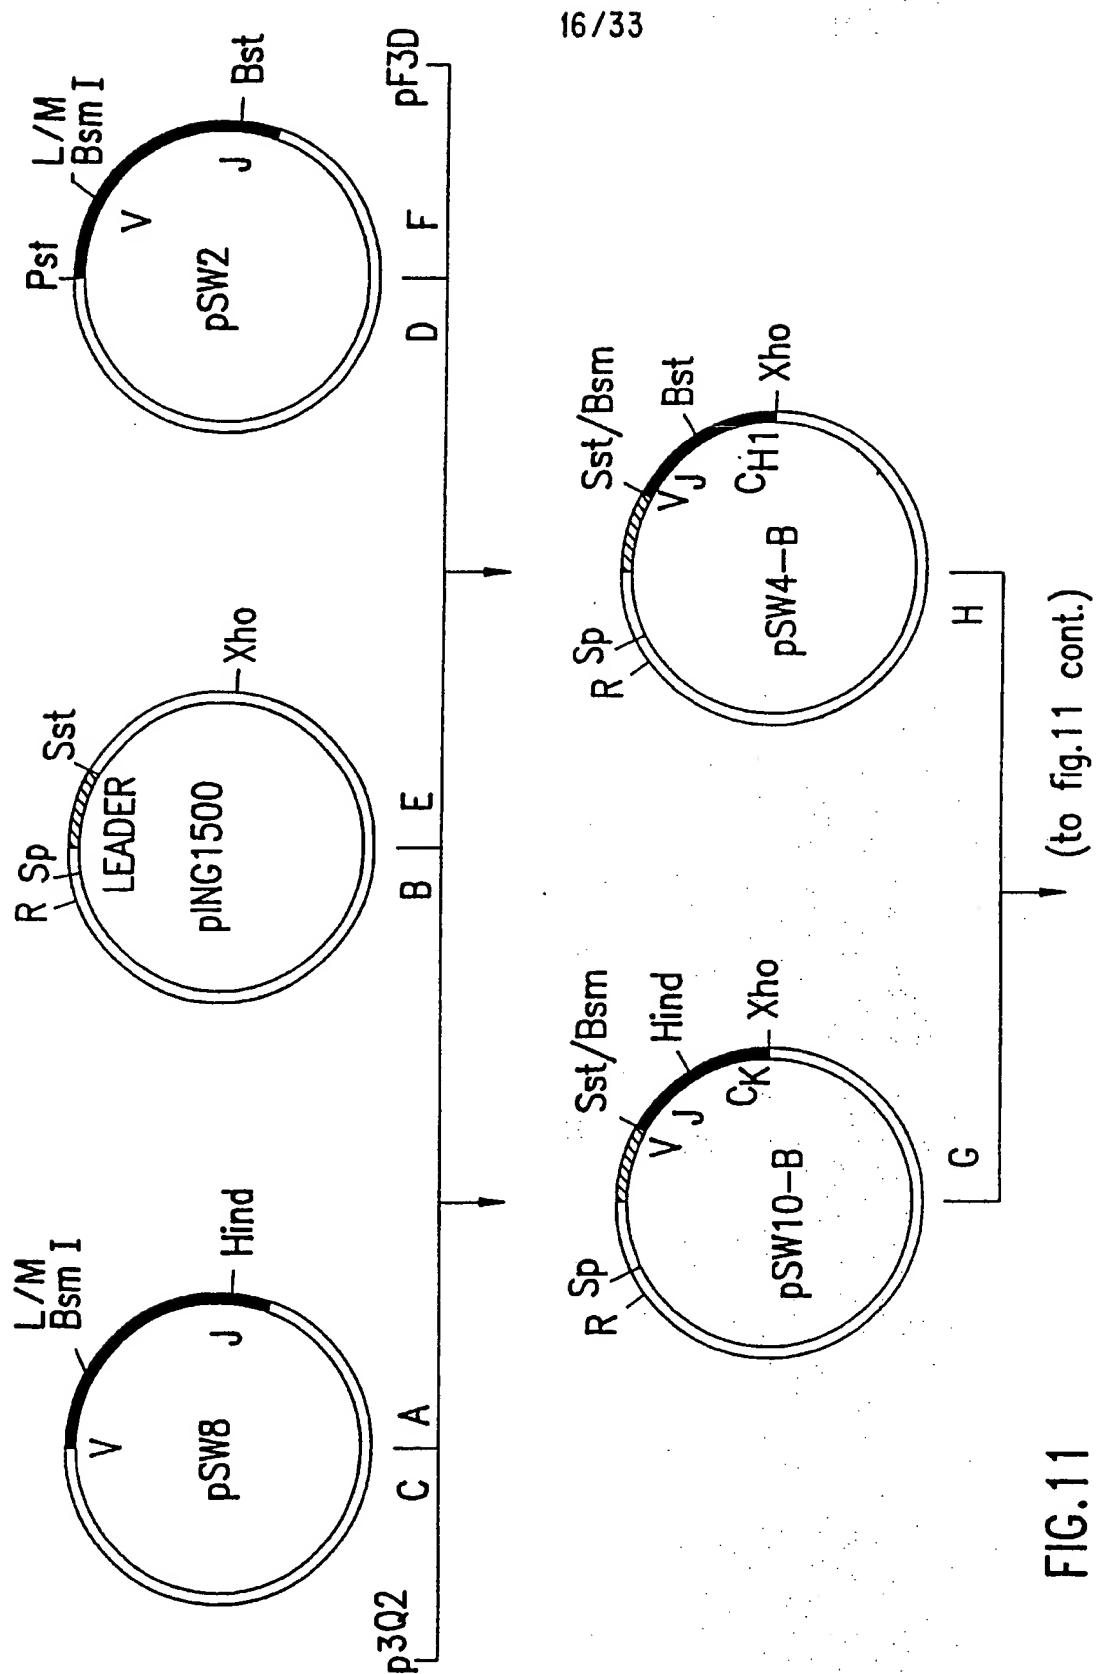 16/33
L/M
Bsm I
V
J
Hind
pSW8
R
Sp
LEADER
Sst
Xho
pING1500
Pst
L/M
Bsm I
V
J
Bst
pSW2
p3Q2
C
A
B
E
D
F
pF3D
R
Sp
Sst/Bsm
V
J
Hind
CK
Xho
pSW10-B
R
Sp
Sst/Bsm
V
J
Bst
CH1
Xho
pSW4-B
G
H
(to fig.11 cont.)
FIG.11